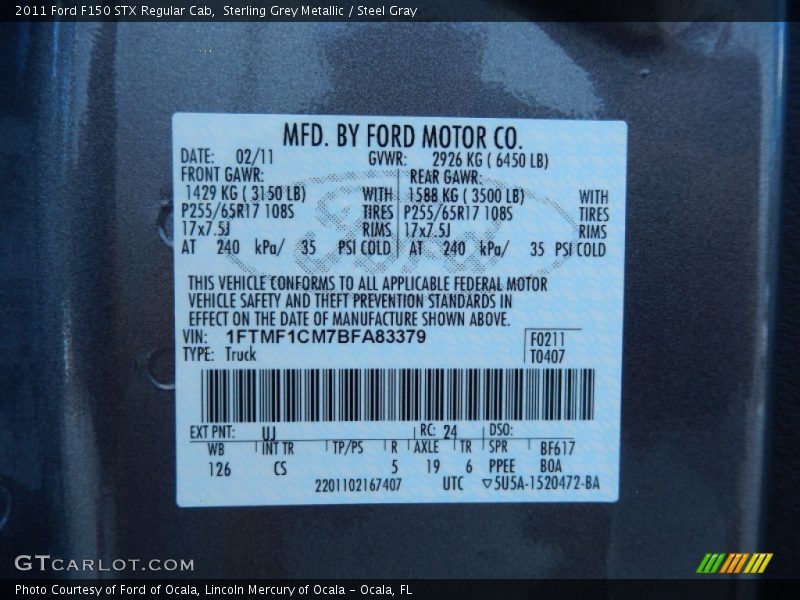 2011 Ford F150 STX Regular Cab,  Sterling Grey Metallic / Steel Gray
MFD. BY FORD MOTOR CO.
DATE: 02/11 GVWR: 2926 KG ( 6450 LB)
FRONT GAWR: REAR GAWR:
1429 KG ( 3150 LB) WITH 1588 KG ( 3500 LB) WITH
P255/65R17 108S TIRES P255/65R17 108S TIRES
17x7.5J RIMS 17x7.5J RIMS
AT 240 kPa/ 35 PSI COLD AT 240 kPa/ 35 PSI COLD
THIS VEHICLE CONFORMS TO ALL APPLICABLE FEDERAL MOTOR
VEHICLE SAFETY AND THEFT PREVENTION STANDARDS IN
EFFECT ON THE DATE OF MANUFACTURE SHOWN ABOVE.
VIN: 1FTMF1CM7BFA83379 F0211
TYPE: Truck T0407
EXT PNT: UJ RC: 24 DSO:
WB INT TR TP/PS R AXLE TR SPR BF617
126 CS 5 19 6 PPEE BOA
2201102167407 UTC ▽5U5A-1520472-BA
GTCARLOT.COM
Photo Courtesy of Ford of Ocala, Lincoln Mercury of Ocala - Ocala, FL